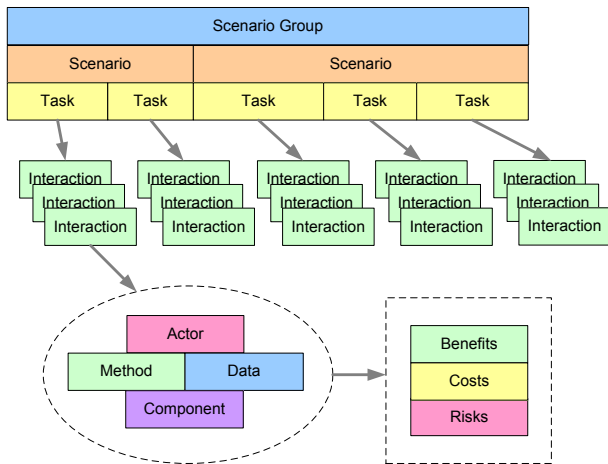 Scenario Group
Scenario Scenario
Task Task Task Task Task
Interaction Interaction Interaction Interaction Interaction
Interaction Interaction Interaction Interaction Interaction
Interaction Interaction Interaction Interaction Interaction
Actor
Method Data
Component
Benefits
Costs
Risks